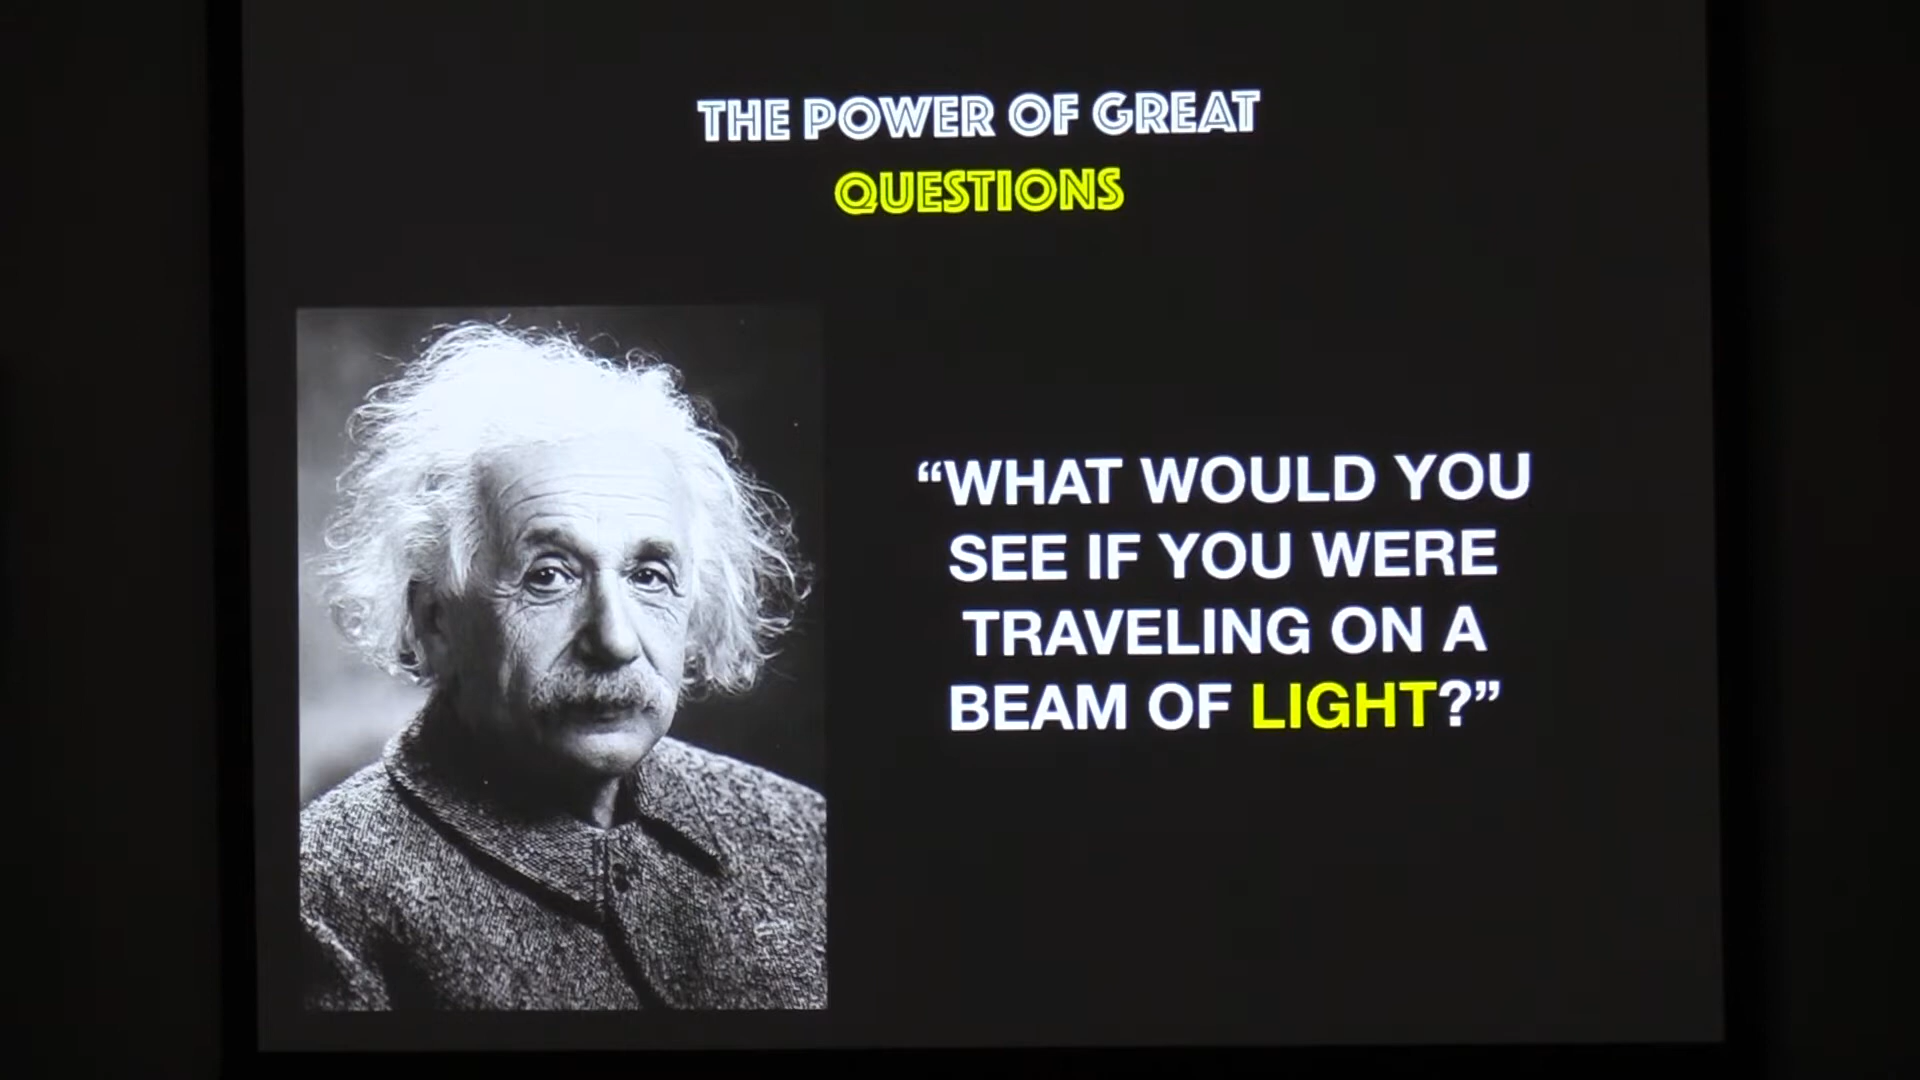 THE POWER OF GREAT
QUESTIONS
“WHAT WOULD YOU
SEE IF YOU WERE
TRAVELING ON A
BEAM OF LIGHT?”